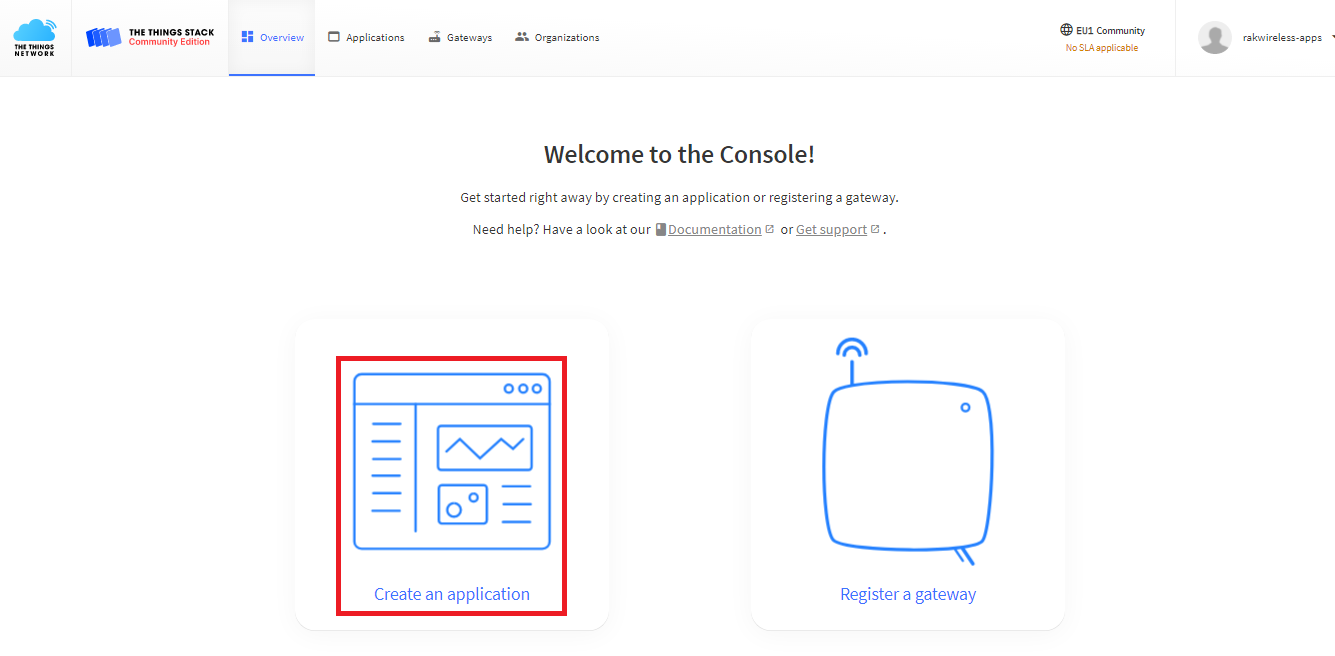 THE THINGS
NETWORK
THE THINGS STACK
Community Edition
Overview
Applications
Gateways
Organizations
EU1 Community
No SLA applicable
rakwireless-apps
Welcome to the Console!
Get started right away by creating an application or registering a gateway.
Need help? Have a look at our Documentation or Get support .
Create an application
Register a gateway